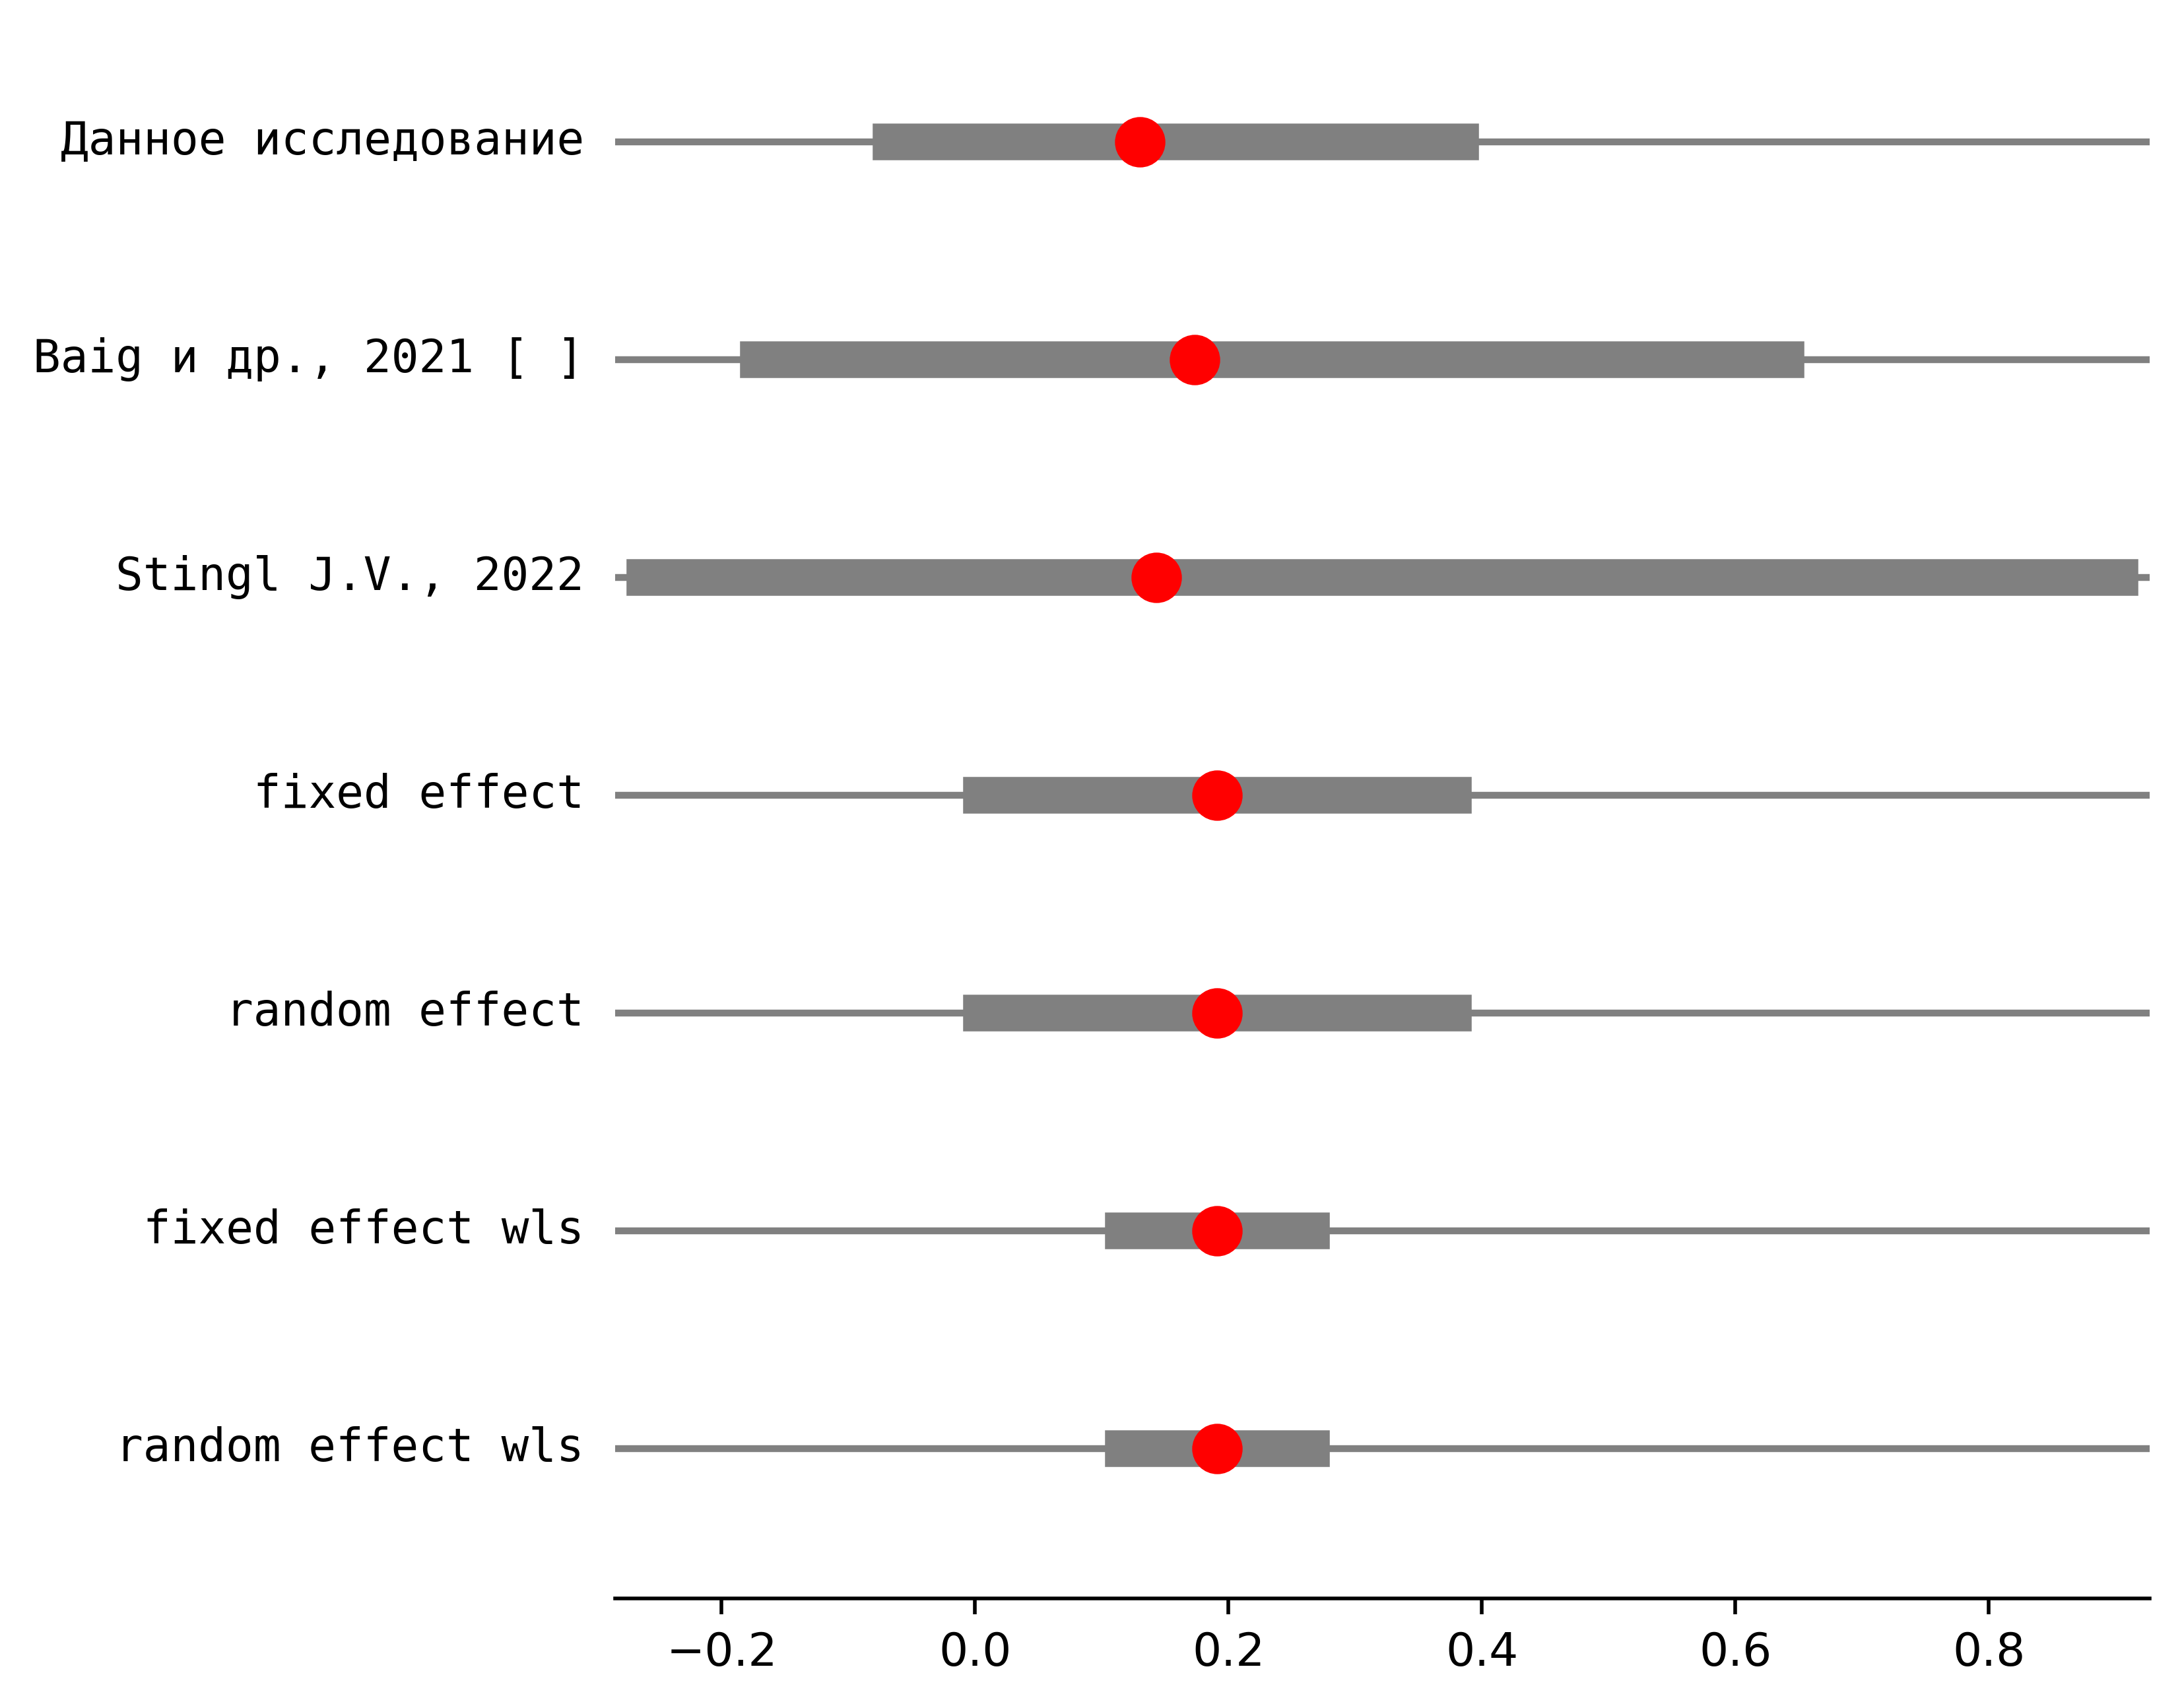 Данное исследование
Baig и др., 2021 [ ]
Stingl J.V., 2022
fixed effect
random effect
fixed effect wls
random effect wls
−0.2 0.0 0.2 0.4 0.6 0.8